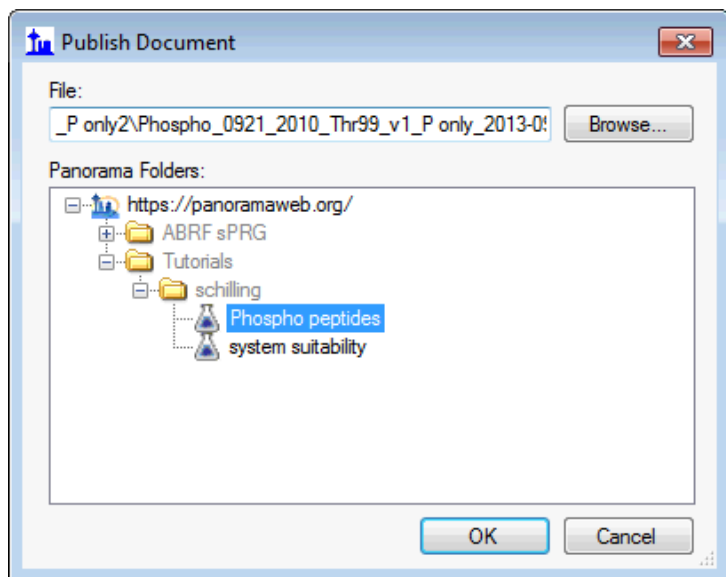 Publish Document
File:
_P only2\Phospho_0921_2010_Thr99_v1_P only_2013-09
Browse...
Panorama Folders:
https://panoramaweb.org/
ABRF sPRG
Tutorials
schilling
Phospho peptides
system suitability
OK
Cancel